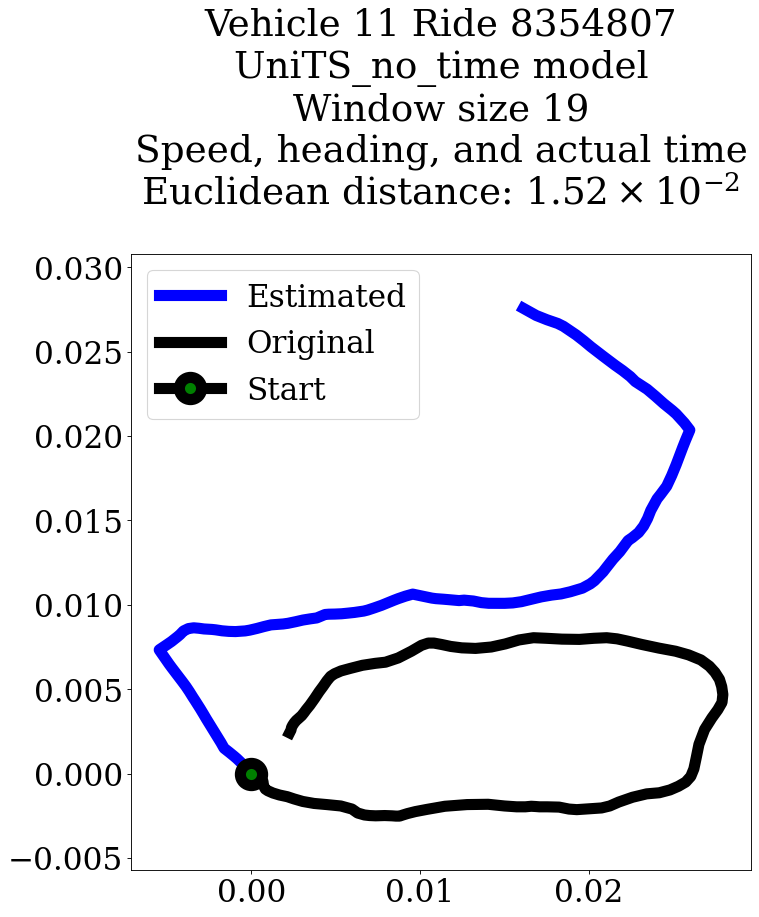 Vehicle 11 Ride 8354807
UniTS_no_time model
Window size 19
Speed, heading, and actual time
Euclidean distance: 1.52 × 10⁻²
0.030
0.025
0.020
0.015
0.010
0.005
0.000
−0.005
Estimated
Original
Start
0.00 0.01 0.02